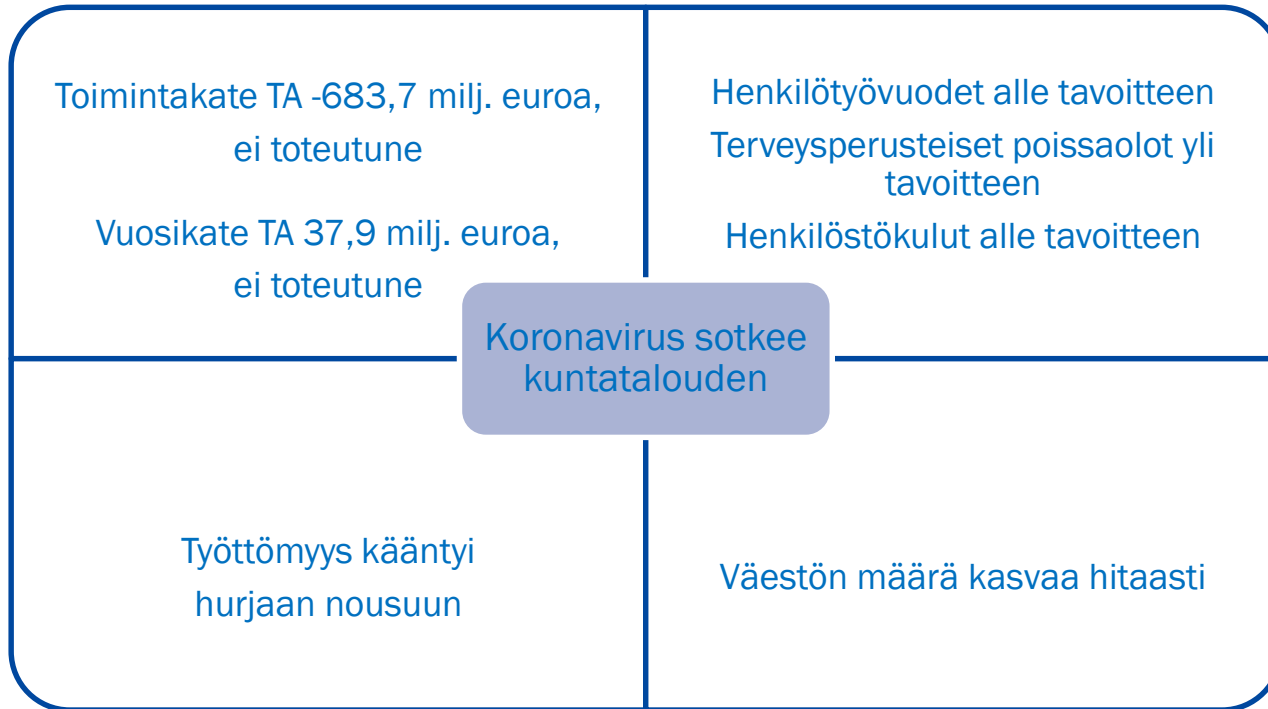 Toimintakate TA -683,7 milj. euroa,
ei toteutune
Vuosikate TA 37,9 milj. euroa,
ei toteutune
Henkilötyövuodet alle tavoitteen
Terveysperusteiset poissaolot yli
tavoitteen
Henkilöstökulut alle tavoitteen
Koronavirus sotkee
kuntatalouden
Työttömyys kääntyi
hurjaan nousuun
Väestön määrä kasvaa hitaasti